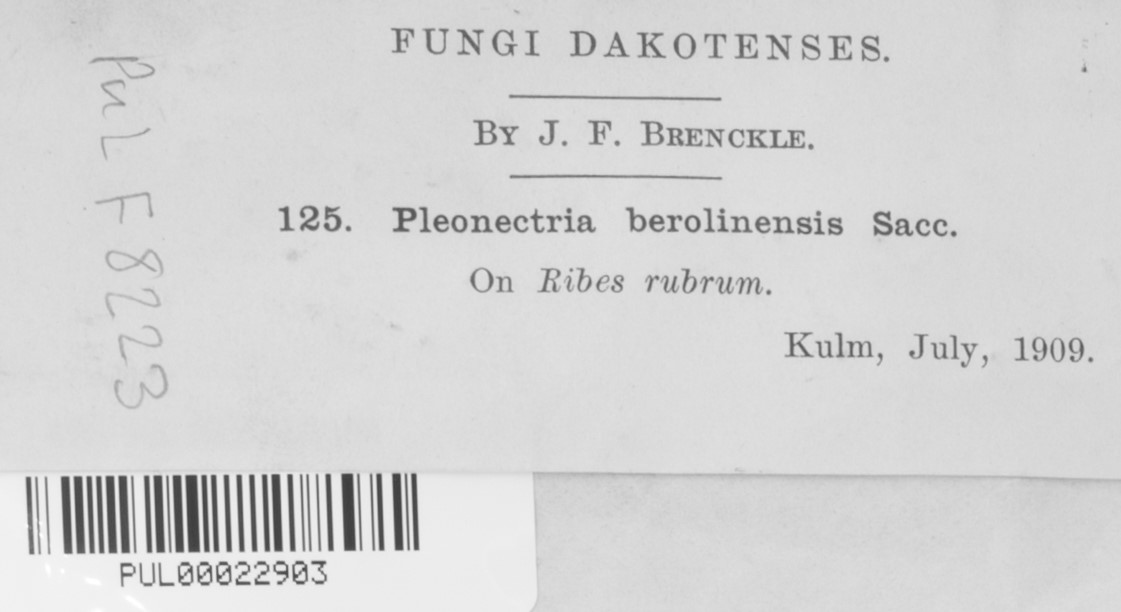 FUNGI DAKOTENSES.
BY J. F. BRENCKLE.
125. Pleonectria berolinensis Sacc.
On Ribes rubrum.
Kulm, July, 1909.
PUL F 8223
PUL00022903